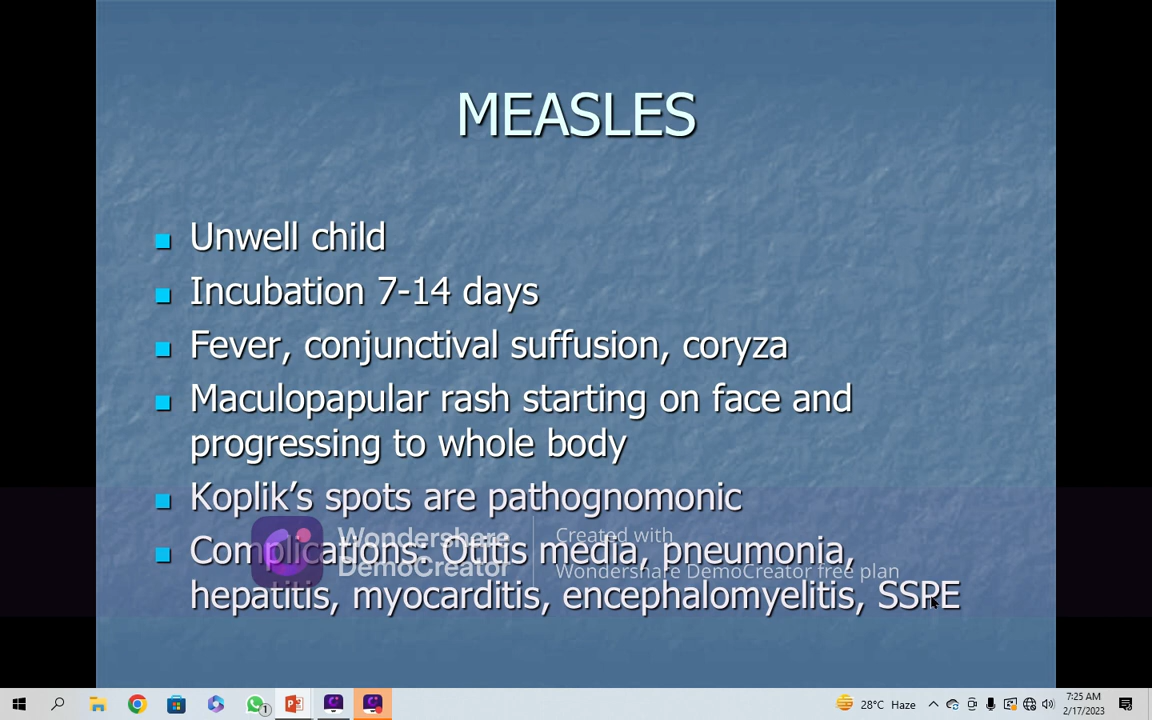 MEASLES
Unwell child
Incubation 7-14 days
Fever, conjunctival suffusion, coryza
Maculopapular rash starting on face and
progressing to whole body
Koplik’s spots are pathognomonic
Wondershare
DemoCreator
Created with
Wondershare DemoCreator free plan
Complications: Otitis media, pneumonia,
hepatitis, myocarditis, encephalomyelitis, SSPE
1
28°C Haze
7:25 AM
2/17/2023